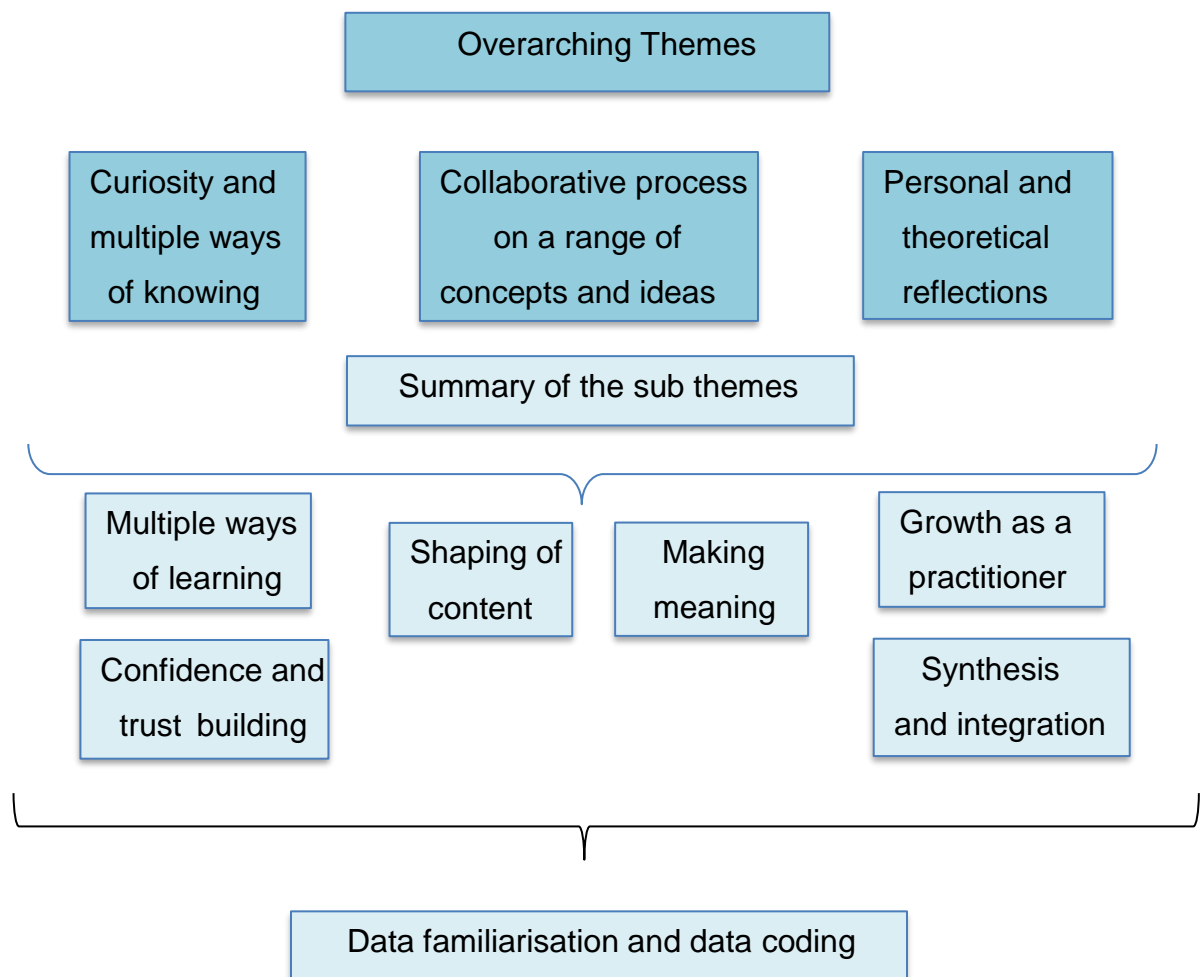 Overarching Themes
Curiosity and
multiple ways
of knowing
Collaborative process
on a range of
concepts and ideas
Personal and
theoretical
reflections
Summary of the sub themes
Multiple ways
of learning
Shaping of
content
Making
meaning
Growth as a
practitioner
Confidence and
trust building
Synthesis
and integration
Data familiarisation and data coding